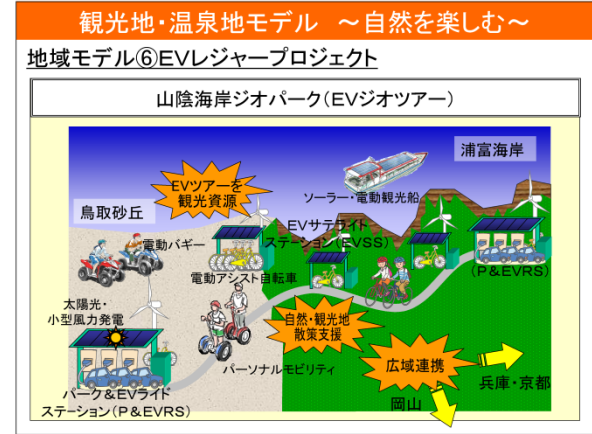 観光地・温泉地モデル ～自然を楽しむ～
地域モデル⑥EVレジャープロジェクト
山陰海岸ジオパーク(EVジオツアー)
浦富海岸
EVツアーを
観光資源
ソーラー・電動観光船
鳥取砂丘
EVサテライト
ステーション(EVSS)
電動バギー
(P&EVRS)
電動アシスト自転車
太陽光・
小型風力発電
自然・観光地
散策支援
パーソナルモビリティ
広域連携
兵庫・京都
パーク&EVライド
ステーション(P&EVRS)
岡山